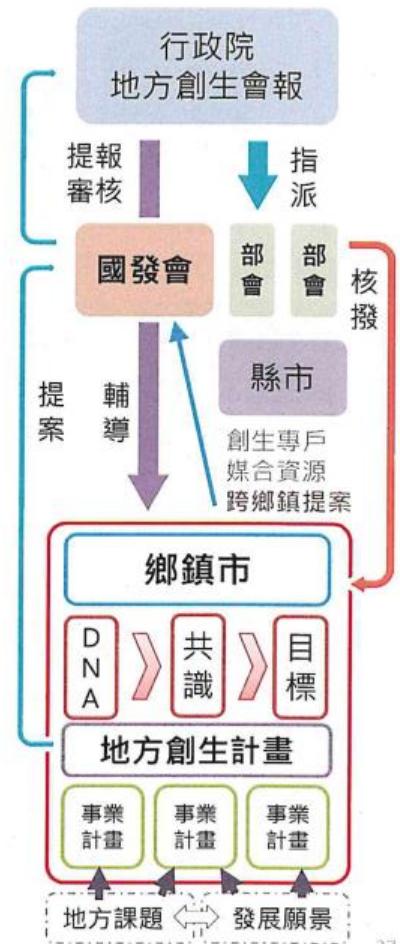 行政院
地方創生會報
提報
審核
指派
國發會
部會
部會
核撥
縣市
提案
輔導
創生專戶
媒合資源
跨鄉鎮提案
鄉鎮市
DNA
共識
目標
地方創生計畫
事業
計畫
事業
計畫
事業
計畫
地方課題
發展願景